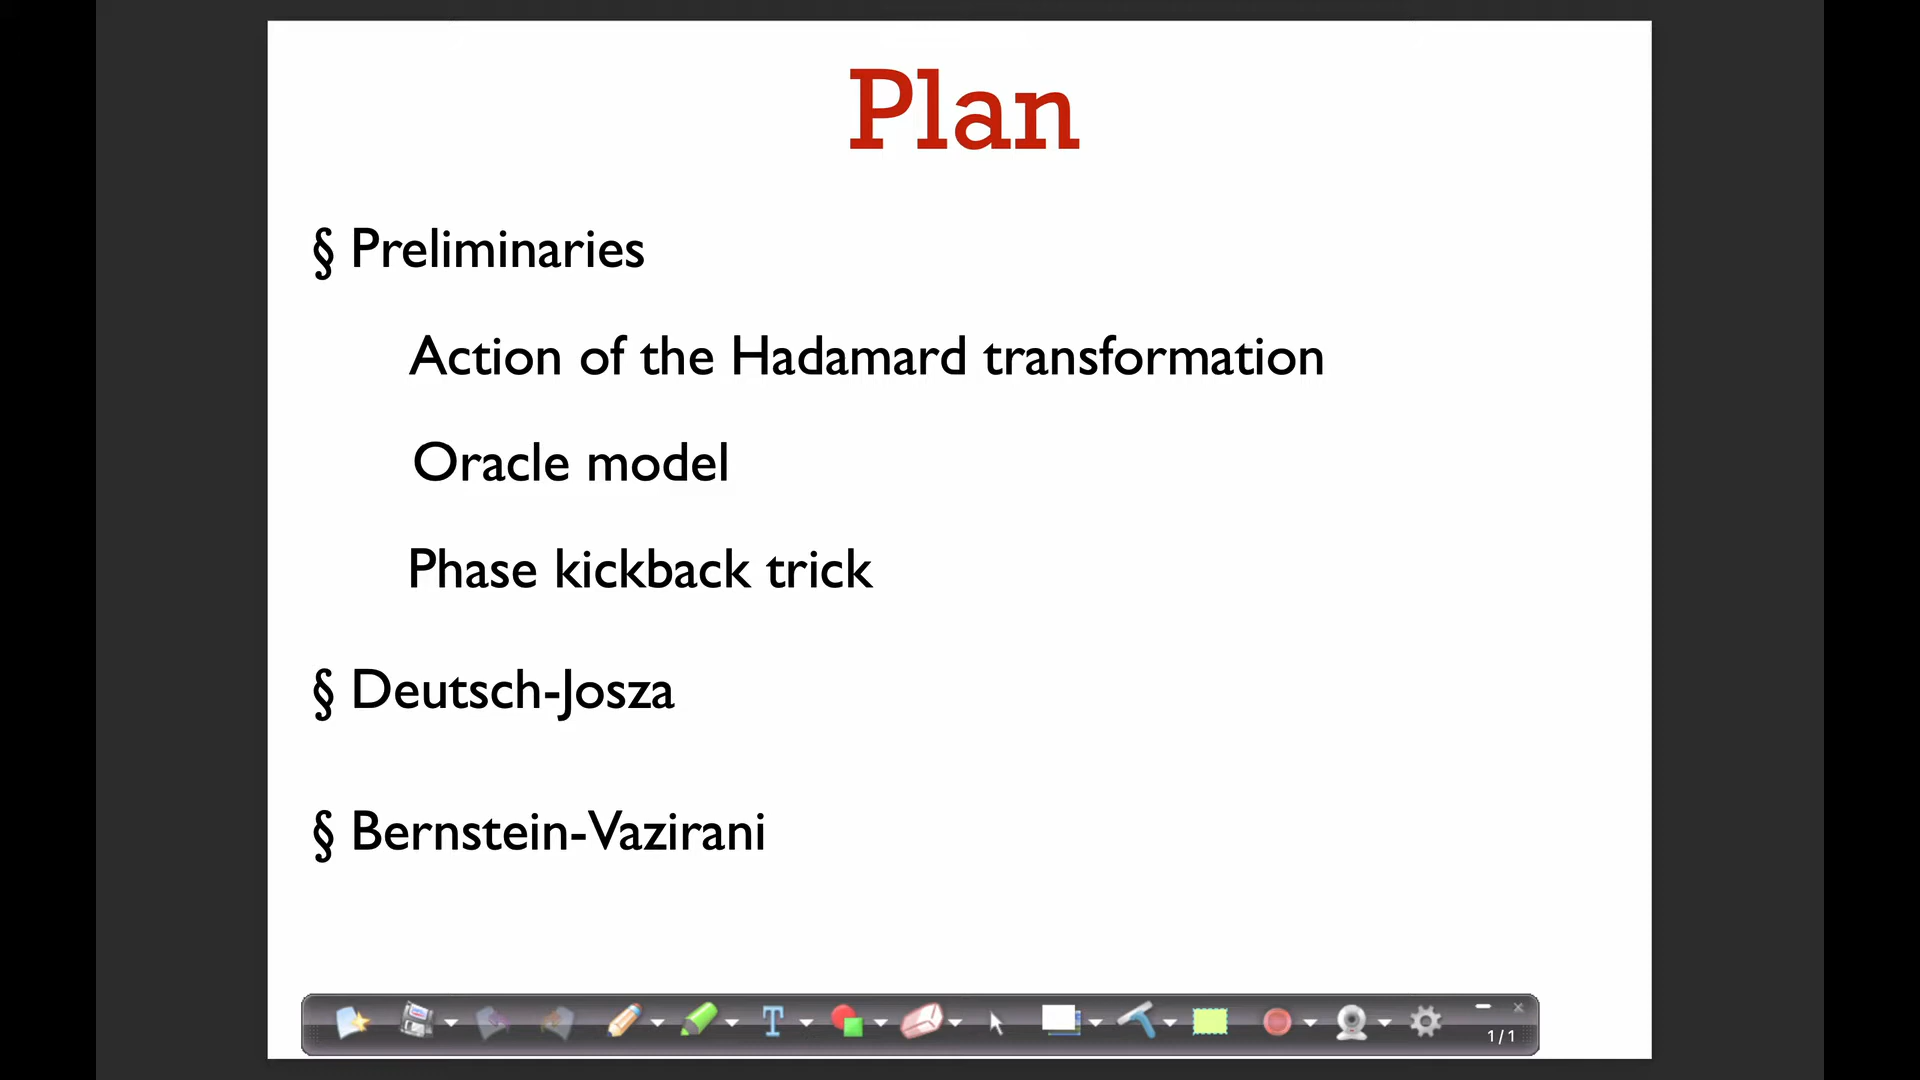 Plan
§ Preliminaries
Action of the Hadamard transformation
Oracle model
Phase kickback trick
§ Deutsch-Josza
§ Bernstein-Vazirani
T
1/1